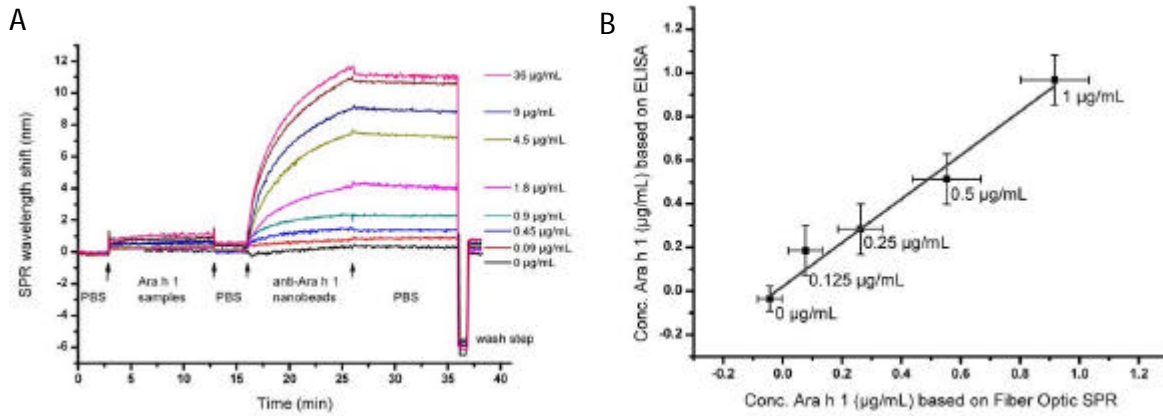 A
SPR wavelength shift (nm)
12
10
8
6
4
2
0
-2
-4
-6
36 µg/mL
9 µg/mL
4.5 µg/mL
1.8 µg/mL
0.9 µg/mL
0.45 µg/mL
0.09 µg/mL
0 µg/mL
PBS
Ara h 1
samples
PBS
anti-Ara h 1
nanobeads
PBS
wash step
0 5 10 15 20 25 30 35 40
Time (min)
B
Conc. Ara h 1 (µg/mL) based on ELISA
1.0
0.8
0.6
0.4
0.2
0.0
-0.2
1 µg/mL
0.5 µg/mL
0.25 µg/mL
0.125 µg/mL
0 µg/mL
-0.2 0.0 0.2 0.4 0.6 0.8 1.0 1.2
Conc. Ara h 1 (µg/mL) based on Fiber Optic SPR